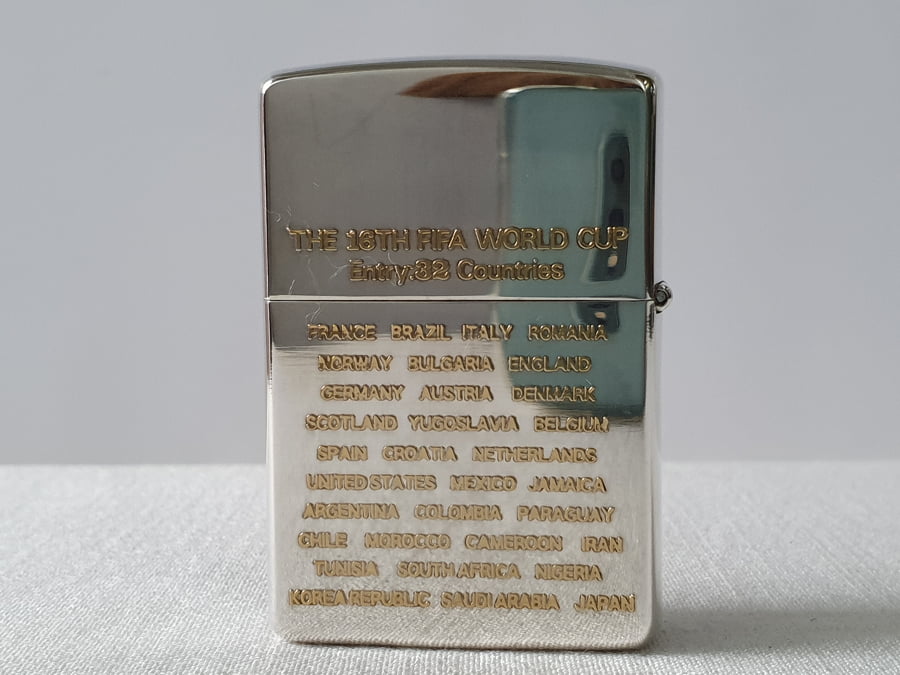 THE 16TH FIFA WORLD CUP
Entry.32 Countries
FRANCE BRAZIL ITALY ROMANIA
NORWAY BULGARIA ENGLAND
GERMANY AUSTRIA DENMARK
SCOTLAND YUGOSLAVIA BELGIUM
SPAIN CROATIA NETHERLANDS
UNITED STATES MEXICO JAMAICA
ARGENTINA COLOMBIA PARAGUAY
CHILE MOROCCO CAMEROON IRAN
TUNISIA SOUTH AFRICA NIGERIA
KOREA REPUBLIC SAUDI ARABIA JAPAN